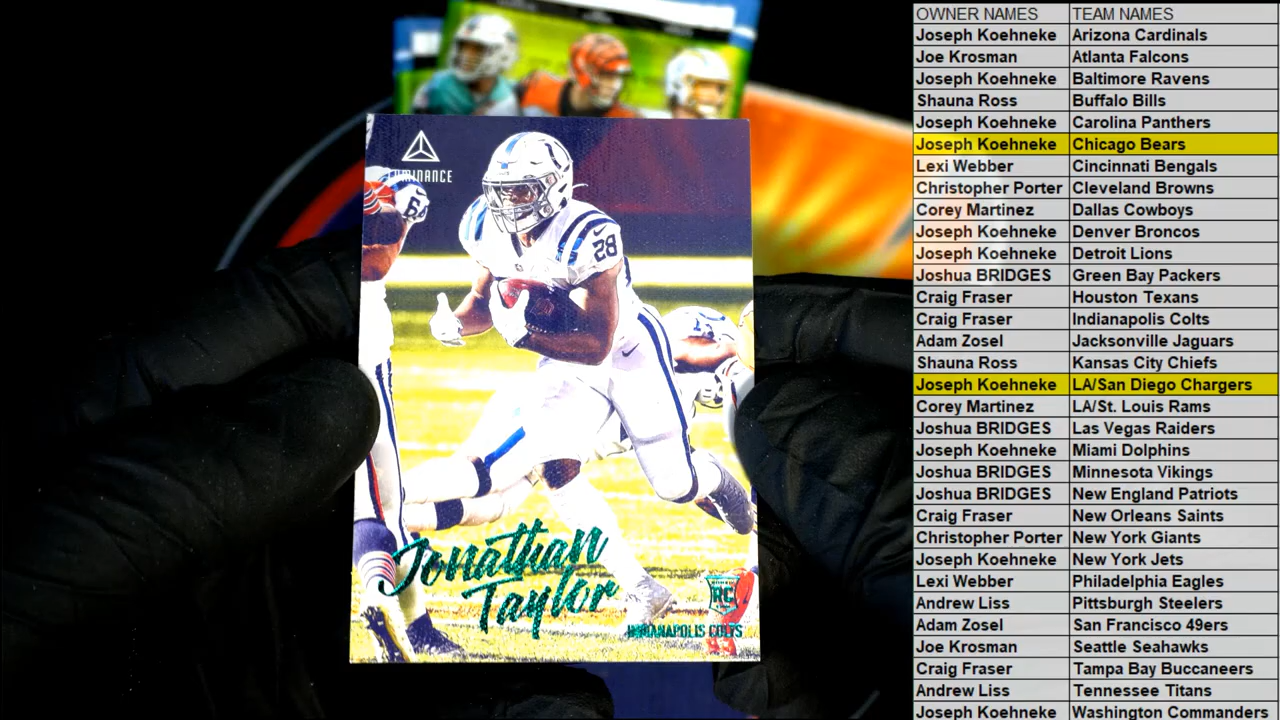 OWNER NAMES TEAM NAMES
Joseph Koehneke Arizona Cardinals
Joe Krosman Atlanta Falcons
Joseph Koehneke Baltimore Ravens
Shauna Ross Buffalo Bills
Joseph Koehneke Carolina Panthers
Joseph Koehneke Chicago Bears
Lexi Webber Cincinnati Bengals
Christopher Porter Cleveland Browns
Corey Martinez Dallas Cowboys
Joseph Koehneke Denver Broncos
Joseph Koehneke Detroit Lions
Joshua BRIDGES Green Bay Packers
Craig Fraser Houston Texans
Craig Fraser Indianapolis Colts
Adam Zosel Jacksonville Jaguars
Shauna Ross Kansas City Chiefs
Joseph Koehneke LA/San Diego Chargers
Corey Martinez LA/St. Louis Rams
Joshua BRIDGES Las Vegas Raiders
Joseph Koehneke Miami Dolphins
Joshua BRIDGES Minnesota Vikings
Joshua BRIDGES New England Patriots
Craig Fraser New Orleans Saints
Christopher Porter New York Giants
Joseph Koehneke New York Jets
Lexi Webber Philadelphia Eagles
Andrew Liss Pittsburgh Steelers
Adam Zosel San Francisco 49ers
Joe Krosman Seattle Seahawks
Craig Fraser Tampa Bay Buccaneers
Andrew Liss Tennessee Titans
Joseph Koehneke Washington Commanders
LUMINANCE
28
Jonathan
Taylor
RC
INDIANAPOLIS COLTS